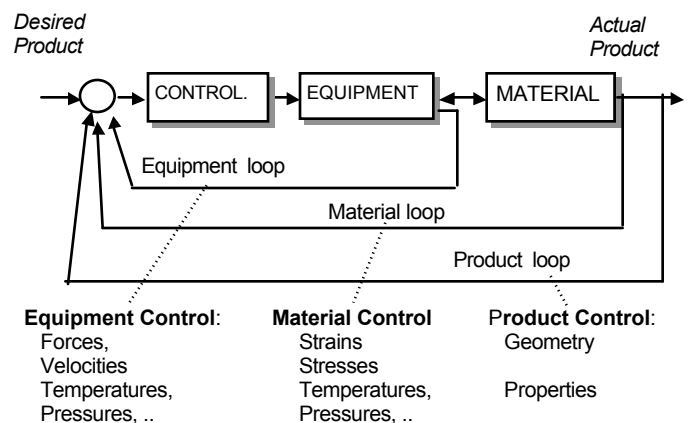 Desired
Product
Actual
Product
CONTROL.
EQUIPMENT
MATERIAL
Equipment loop
Material loop
Product loop
Equipment Control:
Forces,
Velocities
Temperatures,
Pressures, ..
Material Control
Strains
Stresses
Temperatures,
Pressures, ..
Product Control:
Geometry
Properties